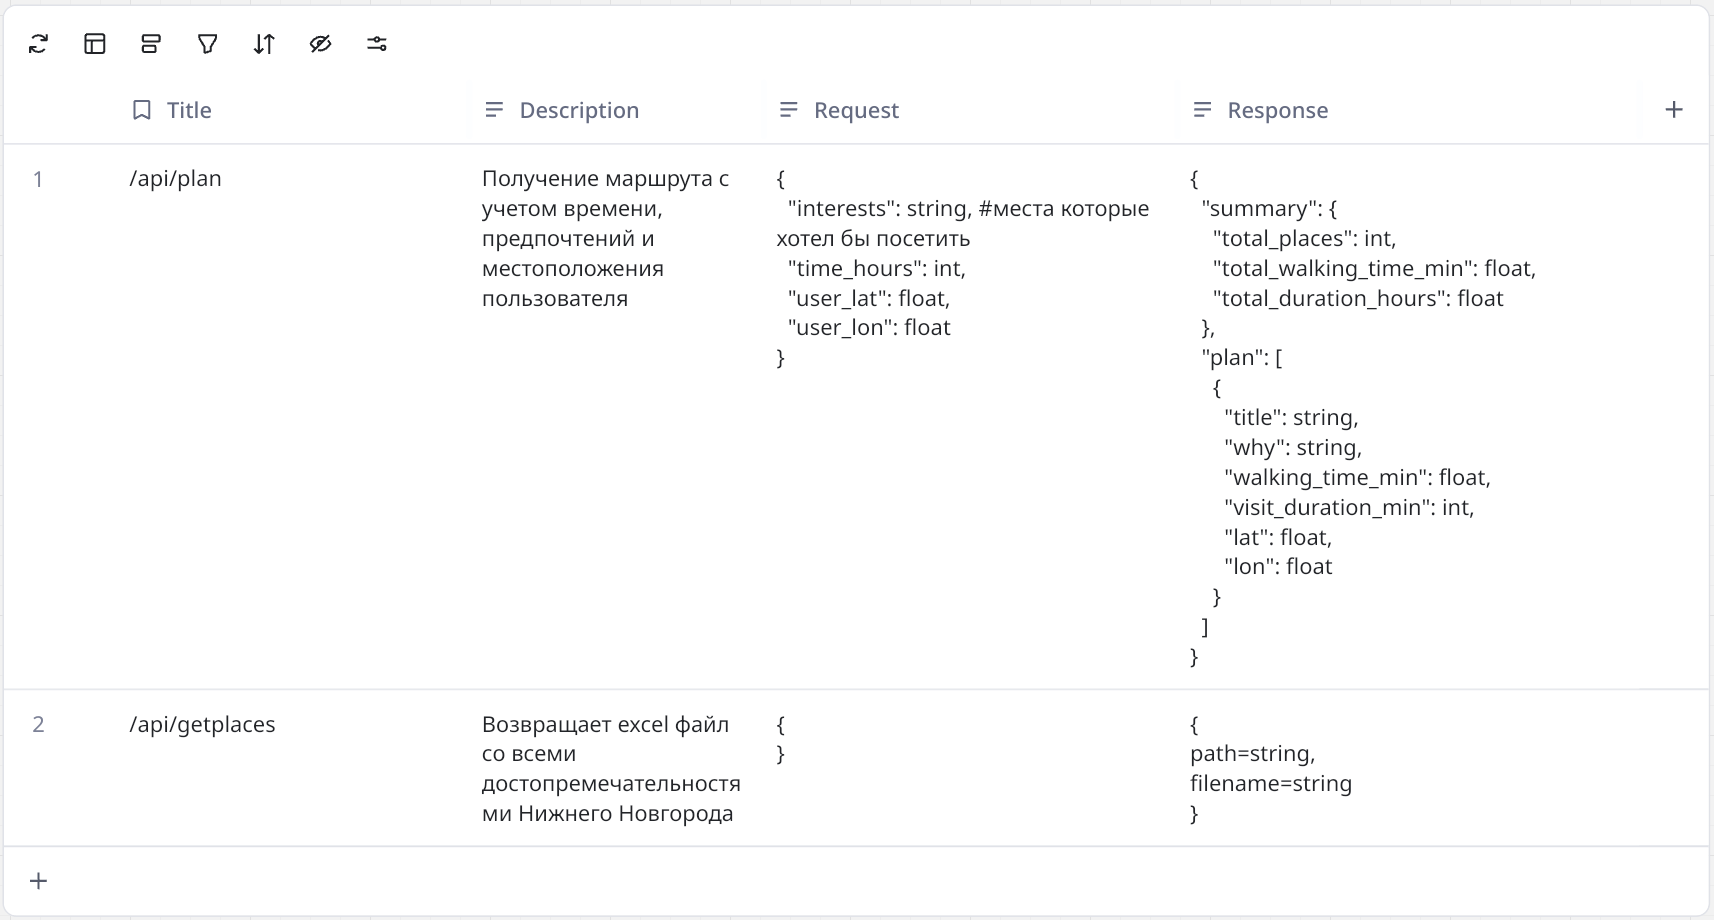 Title
Description
Request
Response
1
/api/plan
Получение маршрута с
учетом времени,
предпочтений и
местоположения
пользователя
{
"interests": string, #места которые
хотел бы посетить
"time_hours": int,
"user_lat": float,
"user_lon": float
}
{
"summary": {
"total_places": int,
"total_walking_time_min": float,
"total_duration_hours": float
},
"plan": [
{
"title": string,
"why": string,
"walking_time_min": float,
"visit_duration_min": int,
"lat": float,
"lon": float
}
]
}
2
/api/getplaces
Возвращает excel файл
со всеми
достопремечательностя
ми Нижнего Новгорода
{
}
{
path=string,
filename=string
}